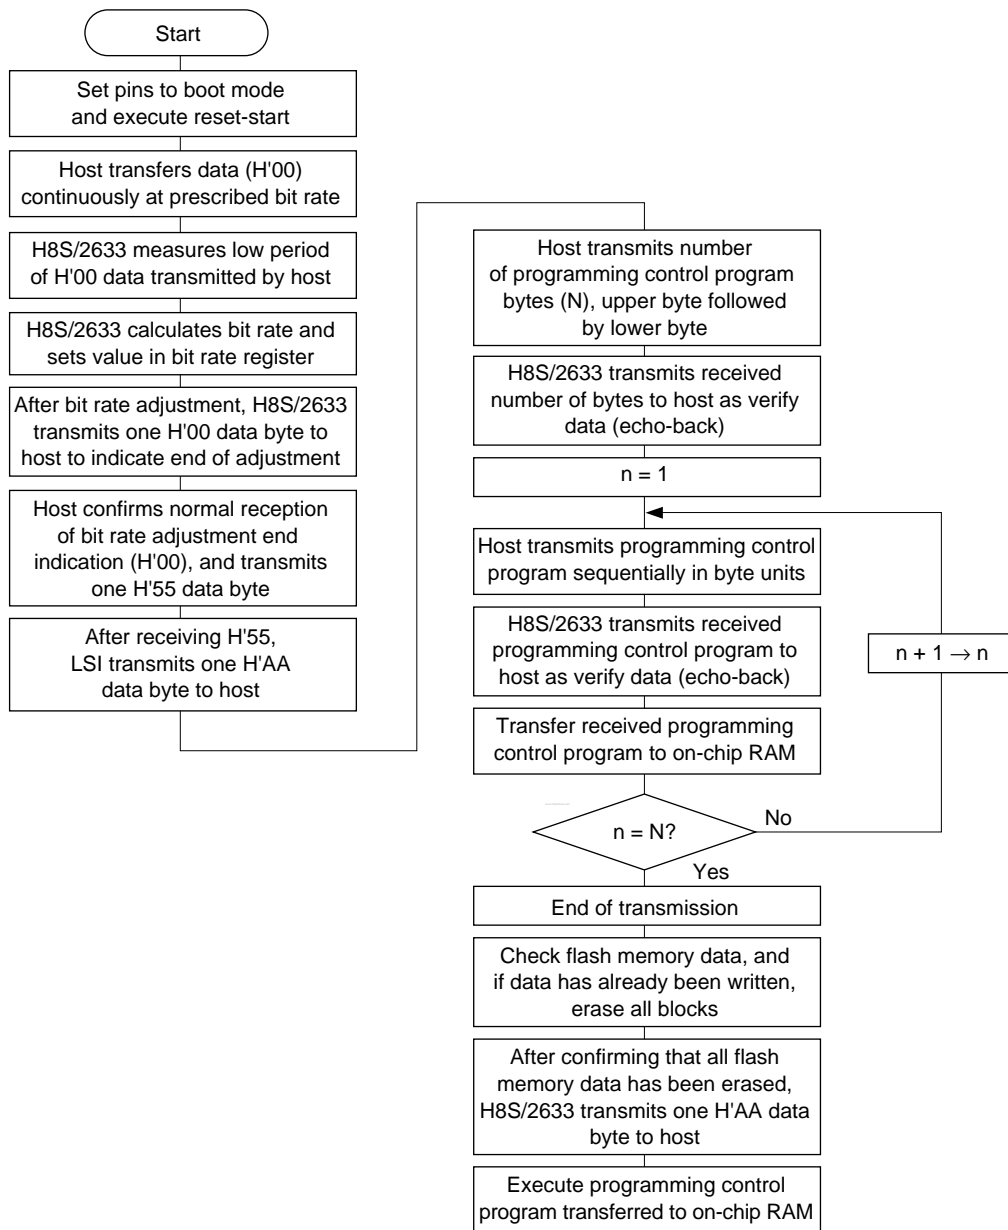 Start
Set pins to boot mode
and execute reset-start
Host transfers data (H'00)
continuously at prescribed bit rate
H8S/2633 measures low period
of H'00 data transmitted by host
H8S/2633 calculates bit rate and
sets value in bit rate register
After bit rate adjustment, H8S/2633
transmits one H'00 data byte to
host to indicate end of adjustment
Host confirms normal reception
of bit rate adjustment end
indication (H'00), and transmits
one H'55 data byte
After receiving H'55,
LSI transmits one H'AA
data byte to host
Host transmits number
of programming control program
bytes (N), upper byte followed
by lower byte
H8S/2633 transmits received
number of bytes to host as verify
data (echo-back)
n = 1
Host transmits programming control
program sequentially in byte units
H8S/2633 transmits received
programming control program to
host as verify data (echo-back)
n + 1 → n
Transfer received programming
control program to on-chip RAM
n = N?
No
Yes
End of transmission
Check flash memory data, and
if data has already been written,
erase all blocks
After confirming that all flash
memory data has been erased,
H8S/2633 transmits one H'AA data
byte to host
Execute programming control
program transferred to on-chip RAM